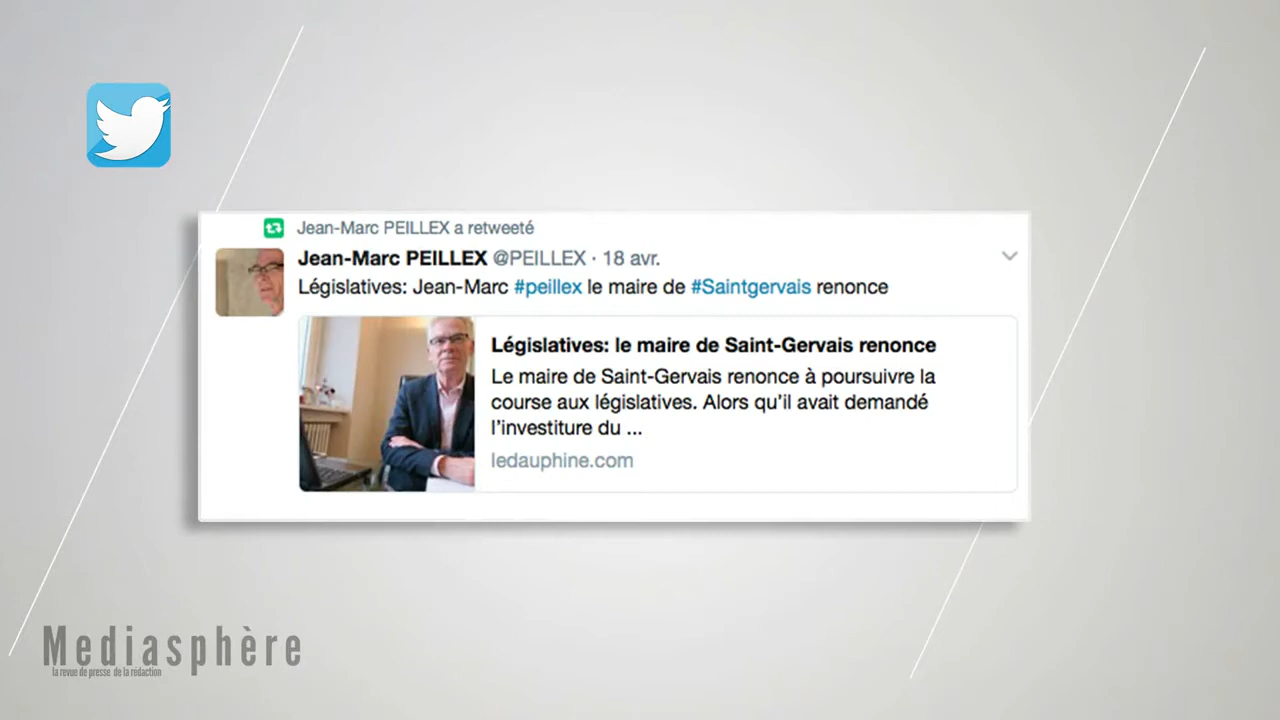 Jean-Marc PEILLEX a retweeté
Jean-Marc PEILLEX @PEILLEX · 18 avr.
Législatives: Jean-Marc #peillex le maire de #Saintgervais renonce
Législatives: le maire de Saint-Gervais renonce
Le maire de Saint-Gervais renonce à poursuivre la
course aux législatives. Alors qu’il avait demandé
l’investiture du ...
ledauphine.com
Mediasphère
la revue de presse de la rédaction